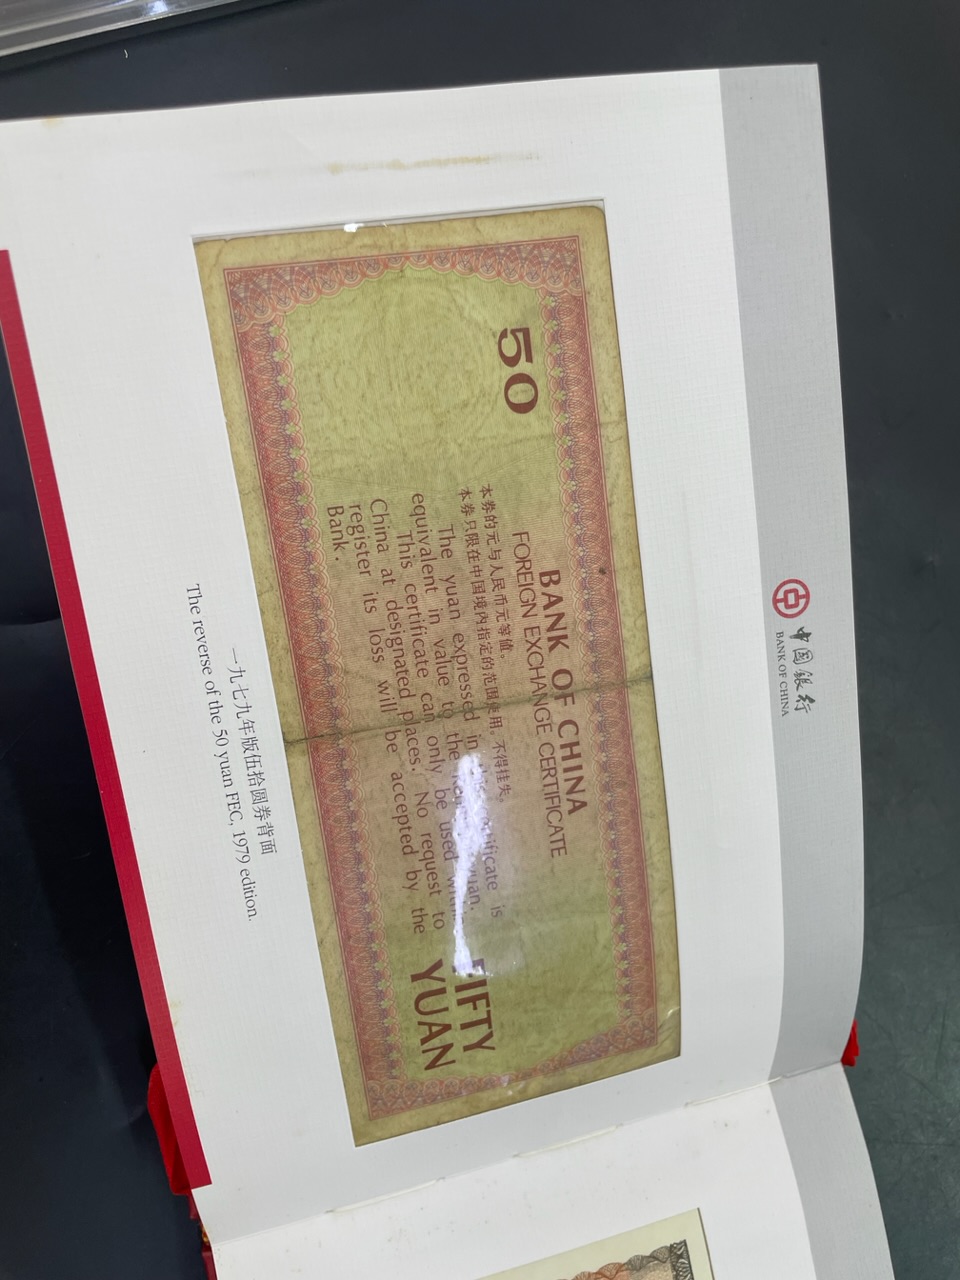 中国银行
BANK OF CHINA
50
BANK OF CHINA
FOREIGN EXCHANGE CERTIFICATE
本券的元与人民币元等值。
本券只限在中国境内指定的范围使用。不得挂失。
The yuan expressed in this certificate is
equivalent in value to the yuan.
This certificate can only be used within
China at designated places. No request to
register its loss will be accepted by the
Bank.
FIFTY
YUAN
一九七九年版伍拾圆券背面
The reverse of the 50 yuan FEC, 1979 edition.